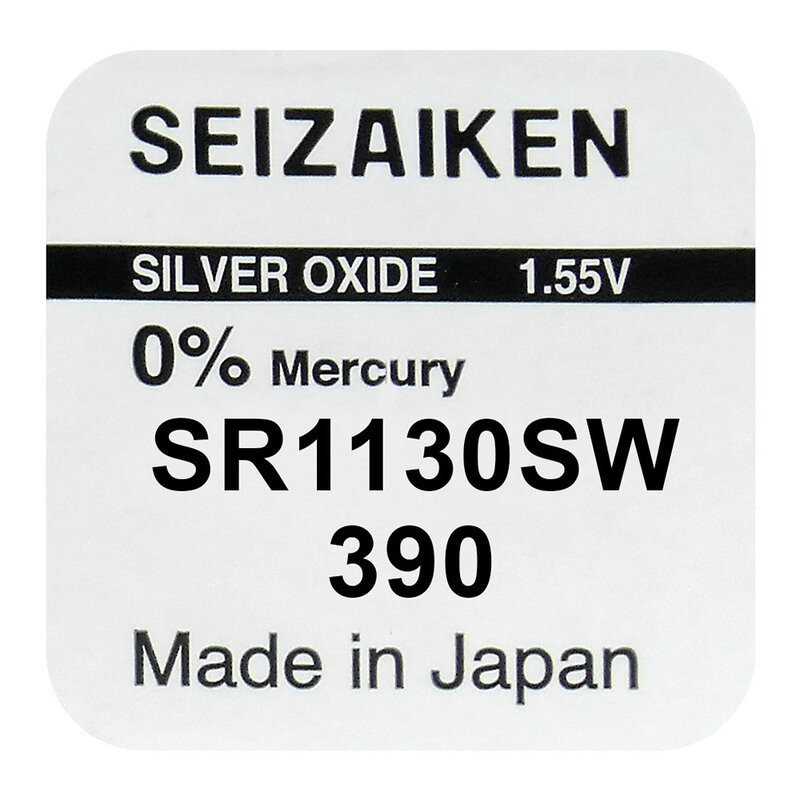 SEIZAIKEN
SILVER OXIDE 1.55V
0% Mercury
SR1130SW
390
Made in Japan